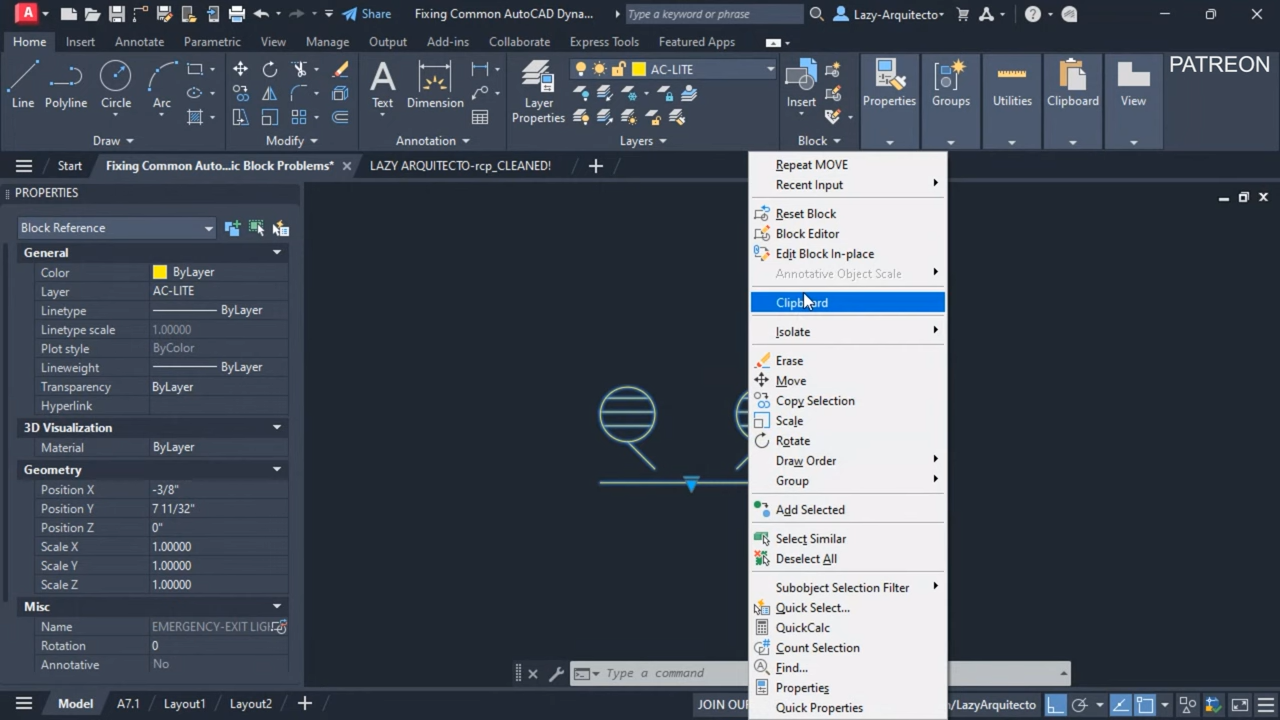 A
Share
Fixing Common AutoCAD Dyna...
Type a keyword or phrase
Lazy-Arquitecto
Home
Insert
Annotate
Parametric
View
Manage
Output
Add-ins
Collaborate
Express Tools
Featured Apps
PATREON
Line
Polyline
Circle
Arc
Text
Dimension
Layer
Properties
AC-LITE
Insert
Properties
Groups
Utilities
Clipboard
View
Draw
Modify
Annotation
Layers
Block
Start
Fixing Common Auto...ic Block Problems*
LAZY ARQUITECTO-rcp_CLEANED!
PROPERTIES
Block Reference
General
Color ByLayer
Layer AC-LITE
Linetype ByLayer
Linetype scale 1.00000
Plot style ByColor
Lineweight ByLayer
Transparency ByLayer
Hyperlink
3D Visualization
Material ByLayer
Geometry
Position X -3/8"
Position Y 7 11/32"
Position Z 0"
Scale X 1.00000
Scale Y 1.00000
Scale Z 1.00000
Misc
Name EMERGENCY-EXIT LIGH
Rotation 0
Annotative No
Repeat MOVE
Recent Input
Reset Block
Block Editor
Edit Block In-place
Annotative Object Scale
Clipboard
Isolate
Erase
Move
Copy Selection
Scale
Rotate
Draw Order
Group
Add Selected
Select Similar
Deselect All
Subobject Selection Filter
Quick Select...
QuickCalc
Count Selection
Find...
Properties
Quick Properties
Type a command
Model
A7.1
Layout1
Layout2
JOIN OU
/LazyArquitecto